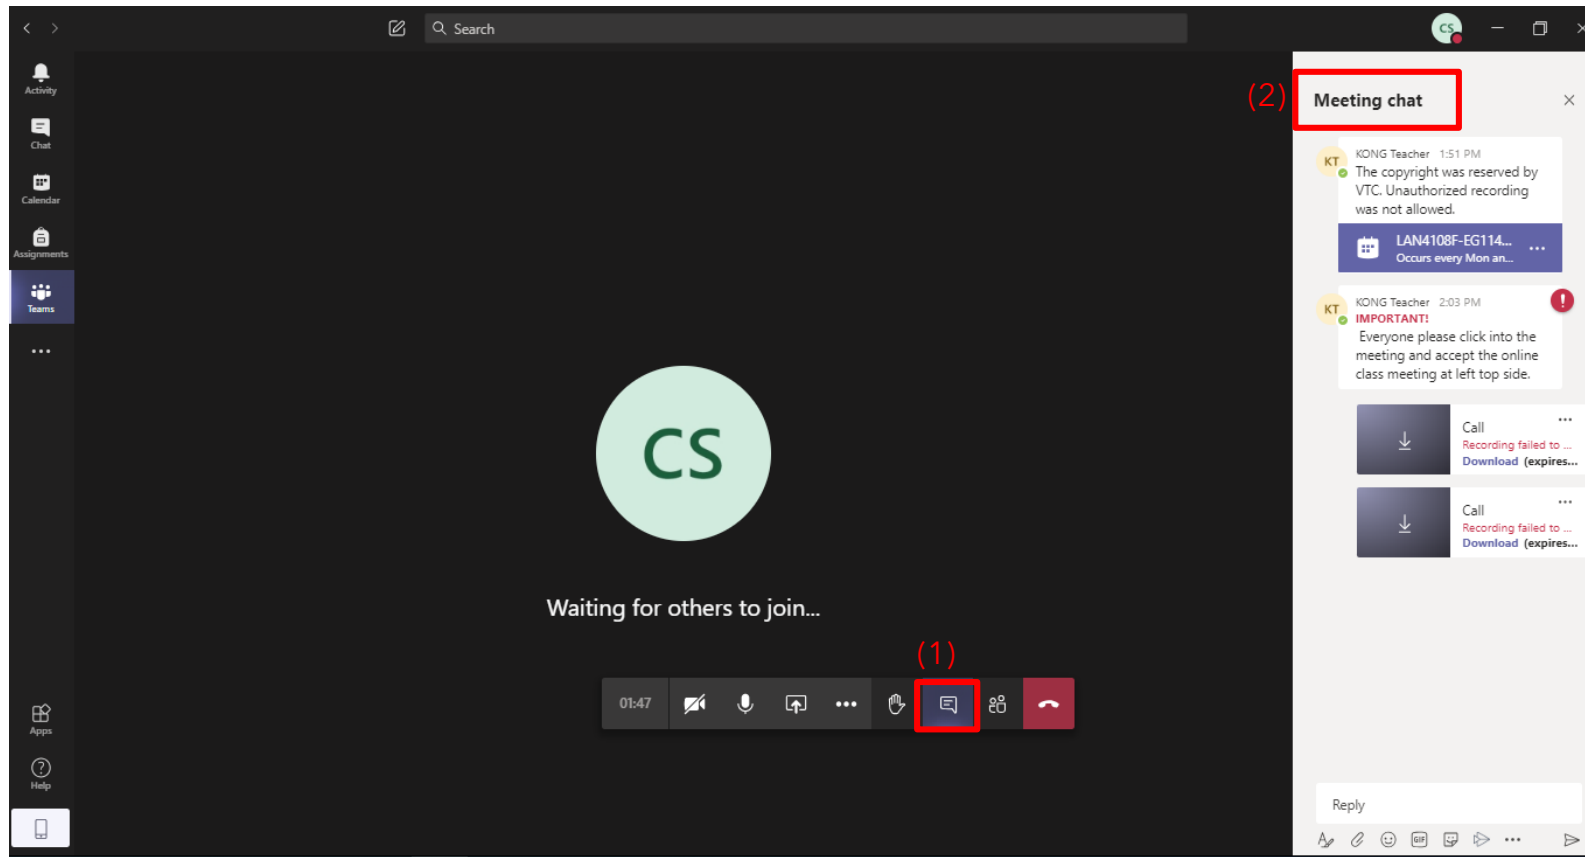 Search
CS
Activity
Chat
Calendar
Assignments
Teams
Apps
Help
CS
Waiting for others to join...
(1)
01:47
(2)
Meeting chat
KT
KONG Teacher 1:51 PM
The copyright was reserved by
VTC. Unauthorized recording
was not allowed.
LAN4108F-EG114...
Occurs every Mon an...
KT
KONG Teacher 2:03 PM
IMPORTANT!
Everyone please click into the
meeting and accept the online
class meeting at left top side.
Call
Recording failed to ...
Download (expires...
Call
Recording failed to ...
Download (expires...
Reply
GIF